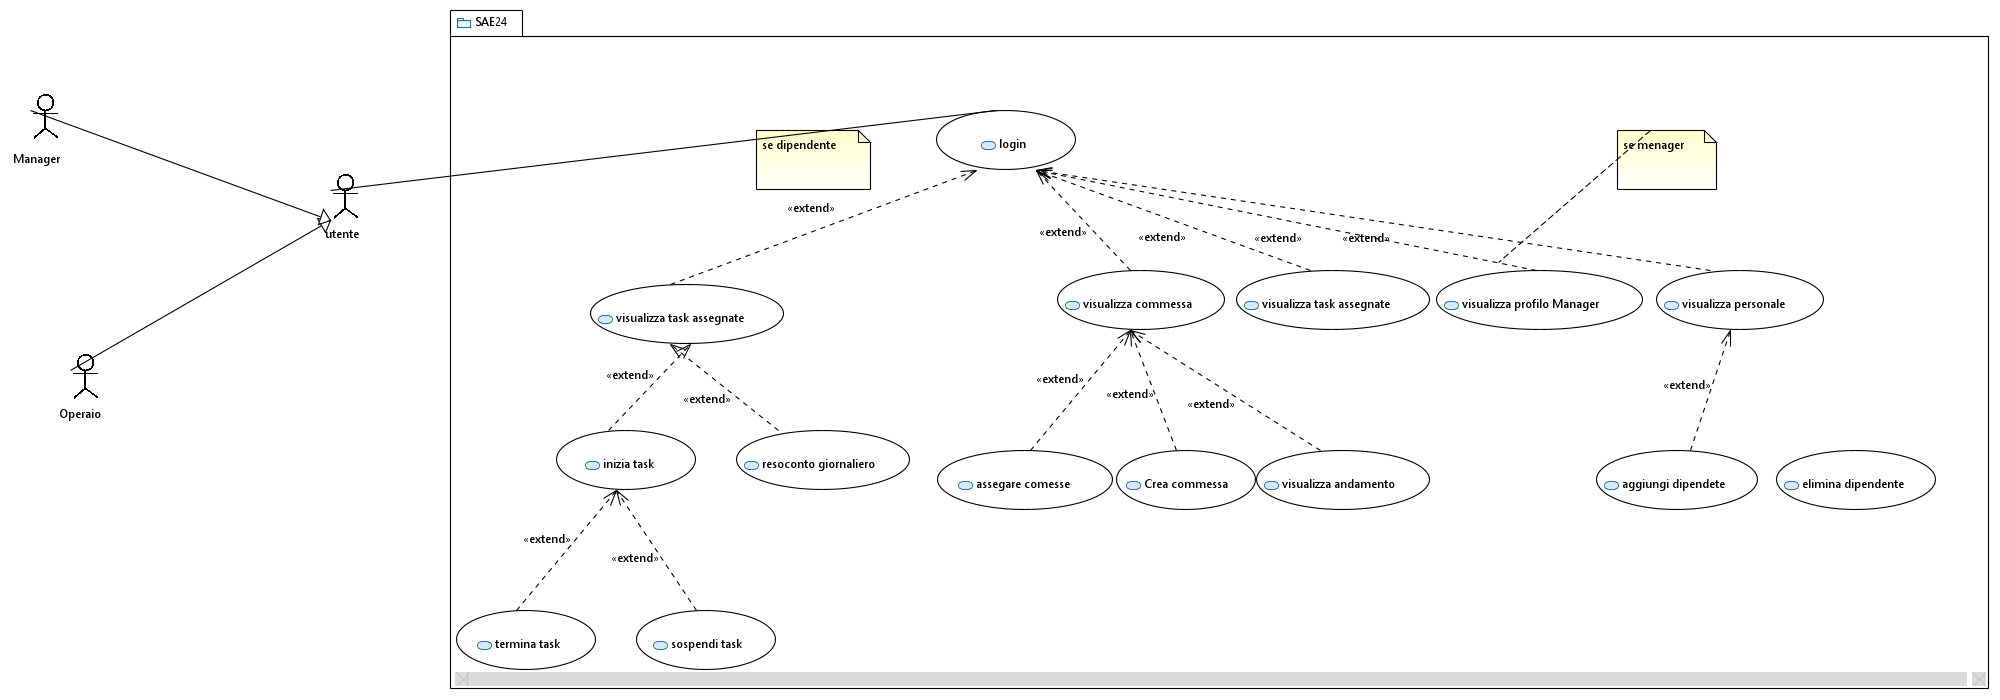 SAE24
Manager
utente
Operaio
se dipendente
login
se menager
«extend»
«extend»
«extend»
«extend»
«extend»
visualizza task assegnate
visualizza commessa
visualizza task assegnate
visualizza profilo Manager
visualizza personale
«extend»
«extend»
«extend»
«extend»
«extend»
«extend»
inizia task
resoconto giornaliero
assegare comesse
Crea commessa
visualizza andamento
aggiungi dipendete
elimina dipendente
«extend»
«extend»
termina task
sospendi task